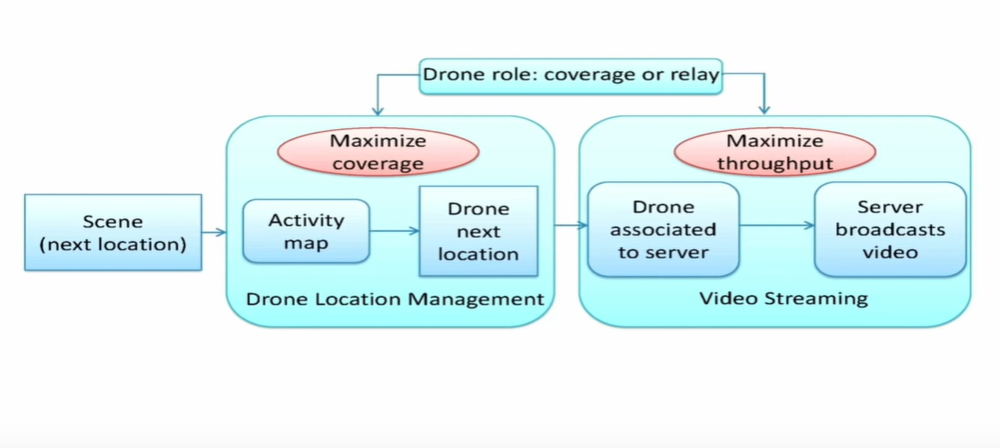 Drone role: coverage or relay
Maximize
coverage
Maximize
throughput
Scene
(next location)
Activity
map
Drone
next
location
Drone
associated
to server
Server
broadcasts
video
Drone Location Management
Video Streaming